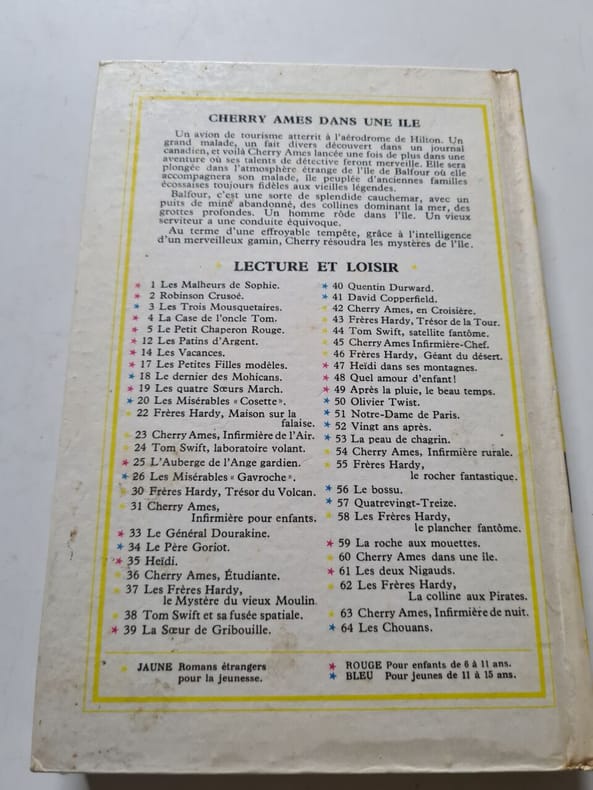 CHERRY AMES DANS UNE ILE
Un avion de tourisme atterrit à l'aérodrome de Hilton. Un
grand malade, un fait divers découvert dans un journal
canadien, et voilà Cherry Ames lancée une fois de plus dans une
aventure où ses talents de détective feront merveille. Elle sera
plongée dans l'atmosphère étrange de l'île de Balfour où elle
accompagnera son malade, île peuplée d'anciennes familles
écossaises toujours fidèles aux vieilles légendes.
Balfour, c'est une sorte de splendide cauchemar, avec un
puits de mine abandonné, des collines dominant la mer, des
grottes profondes. Un homme rôde dans l'île. Un vieux
serviteur a une conduite équivoque.
Au terme d'une effroyable tempête, grâce à l'intelligence
d'un merveilleux gamin, Cherry résoudra les mystères de l'île.
LECTURE ET LOISIR
1 Les Malheurs de Sophie.
2 Robinson Crusoé.
3 Les Trois Mousquetaires.
4 La Case de l'oncle Tom.
5 Le Petit Chaperon Rouge.
12 Les Patins d'Argent.
14 Les Vacances.
17 Les Petites Filles modèles.
18 Le dernier des Mohicans.
19 Les quatre Sœurs March.
20 Les Misérables « Cosette ».
22 Frères Hardy, Maison sur la
falaise.
23 Cherry Ames, Infirmière de l'Air.
24 Tom Swift, laboratoire volant.
25 L'Auberge de l'Ange gardien.
26 Les Misérables « Gavroche ».
30 Frères Hardy, Trésor du Volcan.
31 Cherry Ames,
Infirmière pour enfants.
33 Le Général Dourakine.
34 Le Père Goriot.
35 Heïdi.
36 Cherry Ames, Étudiante.
37 Les Frères Hardy,
le Mystère du vieux Moulin
38 Tom Swift et sa fusée spatiale.
39 La Sœur de Gribouille.
40 Quentin Durward.
41 David Copperfield.
42 Cherry Ames, en Croisière.
43 Frères Hardy, Trésor de la Tour.
44 Tom Swift, satellite fantôme.
45 Cherry Ames Infirmière-Chef.
46 Frères Hardy, Géant du désert.
47 Heïdi dans ses montagnes.
48 Quel amour d'enfant!
49 Après la pluie, le beau temps.
50 Olivier Twist.
51 Notre-Dame de Paris.
52 Vingt ans après.
53 La peau de chagrin.
54 Cherry Ames, Infirmière rurale.
55 Frères Hardy,
le rocher fantastique.
56 Le bossu.
57 Quatrevingt-Treize.
58 Les Frères Hardy,
le plancher fantôme.
59 La roche aux mouettes.
60 Cherry Ames dans une île.
61 Les deux Nigauds.
62 Les Frères Hardy,
La colline aux Pirates.
63 Cherry Ames, Infirmière de nuit.
64 Les Chouans.
JAUNE Romans étrangers
pour la jeunesse.
ROUGE Pour enfants de 6 à 11 ans.
BLEU Pour jeunes de 11 à 15 ans.